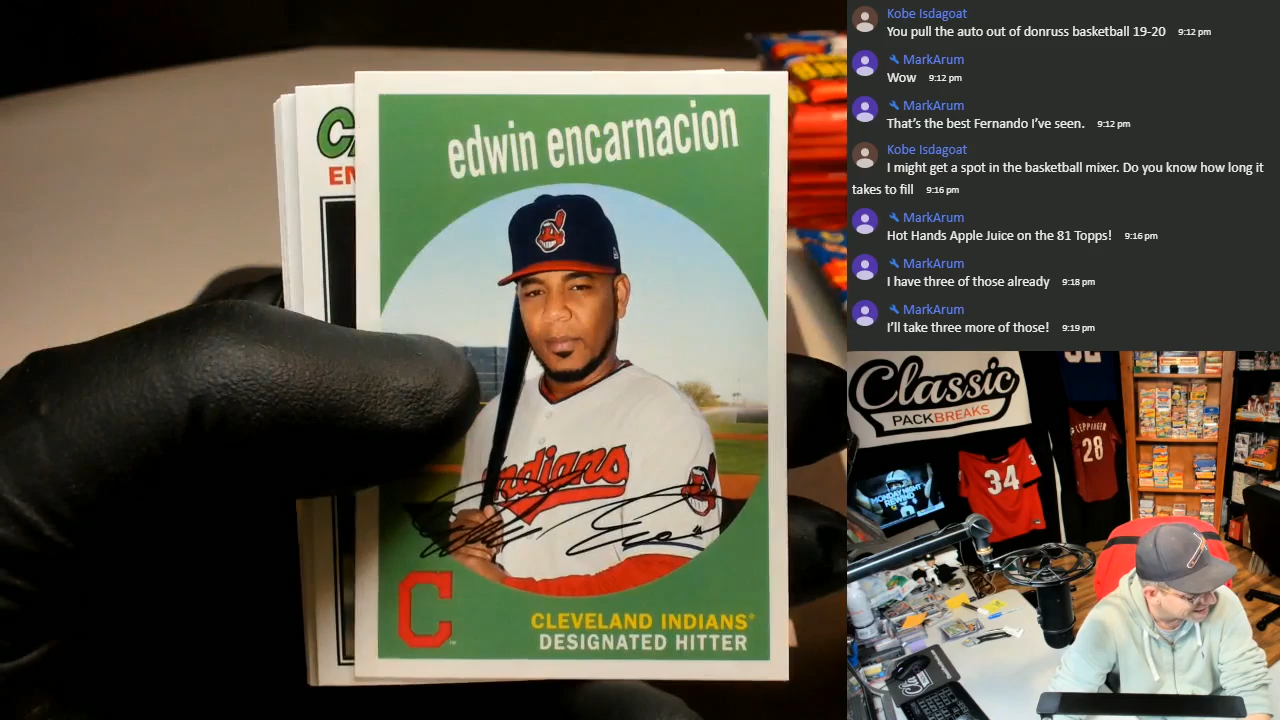 edwin encarnacion
Indians
C
CLEVELAND INDIANS
DESIGNATED HITTER
Kobe Isdagoat
You pull the auto out of donruss basketball 19-20 9:12 pm
MarkArum
Wow 9:12 pm
MarkArum
That's the best Fernando I've seen. 9:12 pm
Kobe Isdagoat
I might get a spot in the basketball mixer. Do you know how long it
takes to fill 9:16 pm
MarkArum
Hot Hands Apple Juice on the 81 Topps! 9:16 pm
MarkArum
I have three of those already 9:18 pm
MarkArum
I'll take three more of those! 9:19 pm
Classic
PACKBREAKS
MONDAY NIGHT
REWIND
34
LEPPINGER
28